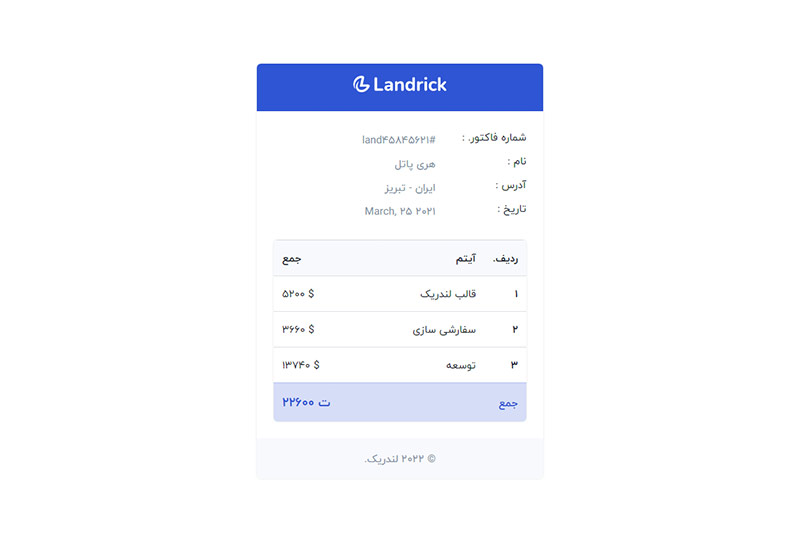 Landrick
شماره فاکتور. : land۴۵۸۴۵۶۲۱#
نام : هری پاتل
آدرس : ایران - تبریز
تاریخ : March, ۲۵ ۲۰۲۱
ردیف. آیتم جمع
۱ قالب لندریک $ ۵۲۰۰
۲ سفارشی سازی $ ۳۶۶۰
۳ توسعه $ ۱۳۷۴۰
جمع ت ۲۲۶۰۰
© ۲۰۲۲ لندریک.